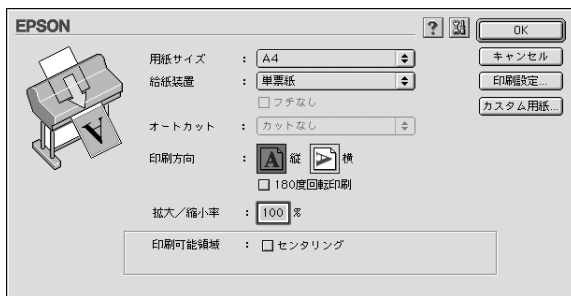 EPSON
? OK
用紙サイズ : A4 キャンセル
給紙装置 : 単票紙 印刷設定...
フチなし カスタム用紙...
オートカット : カットなし
印刷方向 : A 縦 A 横
180度回転印刷
拡大／縮小率 : 100 %
印刷可能領域 : センタリング
A